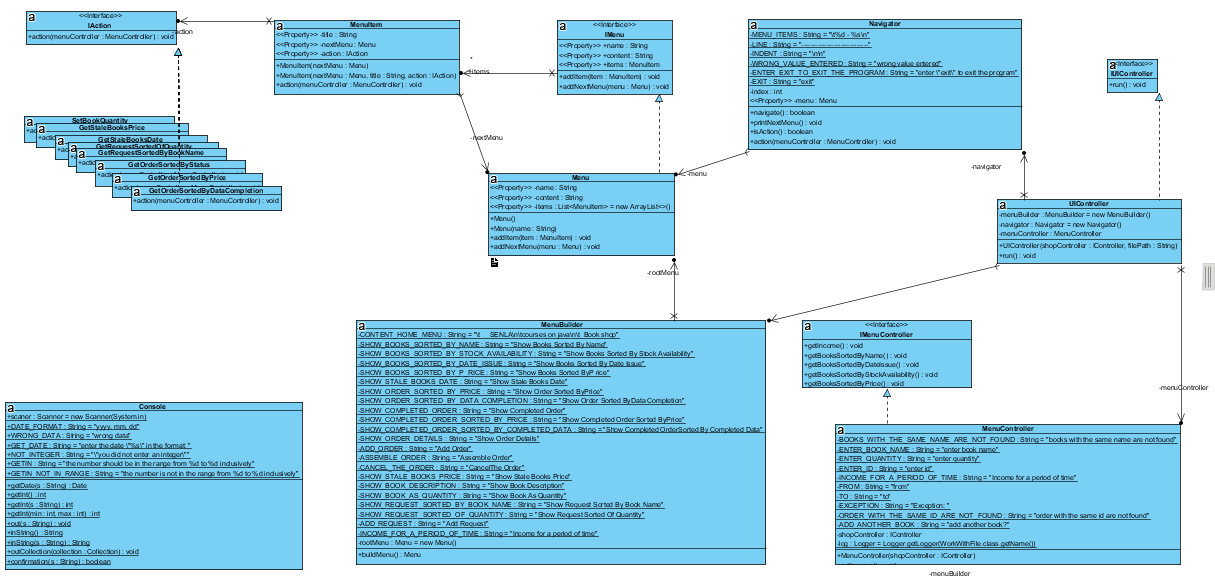 <<Interface>>
IAction
+action(menuController : MenuController) : void
-action
MenuItem
<<Property>> -title : String
<<Property>> -nextMenu : Menu
<<Property>> -action : IAction
+MenuItem(nextMenu : Menu)
+MenuItem(nextMenu : Menu, title : String, action : IAction)
+action(menuController : MenuController) : void
*
+items
<<Interface>>
IMenu
<<Property>> +name : String
<<Property>> +content : String
<<Property>> +items : MenuItem
+addItem(item : MenuItem) : void
+addNextMenu(menu : Menu) : void
Navigator
-MENU_ITEMS : String = "\t%d - %s\n"
-INDENT : String = "\n\n"
-WRONG_VALUE_ENTERED : String = "wrong value entered"
-ENTER_EXIT_TO_EXIT_THE_PROGRAM : String = "enter \"exit\" to exit the program"
-EXIT : String = "exit"
-index : int
<<Property>> -menu : Menu
+navigate() : boolean
+printNextMenu() : void
+isAction() : boolean
+action(menuController : MenuController) : void
<<Interface>>
IUIController
+run() : void
SetBookQuantity
GetStaleBooksPrice
GetStaleBooksDate
GetRequestSortedOfQuantity
GetRequestSortedByBookName
GetOrderSortedByStatus
GetOrderSortedByPrice
GetOrderSortedByDataCompletion
+action(menuController : MenuController) : void
-nextMenu
-menu
-navigator
Menu
<<Property>> -name : String
<<Property>> -content : String
<<Property>> -items : List<MenuItem> = new ArrayList<>()
+Menu()
+Menu(name : String)
+addItem(item : MenuItem) : void
+addNextMenu(menu : Menu) : void
UIController
-menuBuilder : MenuBuilder = new MenuBuilder()
-navigator : Navigator = new Navigator()
-menuController : MenuController
+UIController(shopController : IController, filePath : String)
+run() : void
-rootMenu
MenuBuilder
-CONTENT_HOME_MENU : String = "\t SENLA\n\tcourses on java\n\t Book shop"
-SHOW_BOOKS_SORTED_BY_NAME : String = "Show Books Sorted By Name"
-SHOW_BOOKS_SORTED_BY_STOCK_AVAILABILITY : String = "Show Books Sorted By Stock Availability"
-SHOW_BOOKS_SORTED_BY_DATE_ISSUE : String = "Show Books Sorted By Date Issue"
-SHOW_BOOKS_SORTED_BY_P_RICE : String = "Show Books Sorted ByPrice"
-SHOW_STALE_BOOKS_DATE : String = "Show Stale Books Date"
-SHOW_ORDER_SORTED_BY_PRICE : String = "Show Order Sorted ByPrice"
-SHOW_ORDER_SORTED_BY_DATA_COMPLETION : String = "Show Order Sorted ByDataCompletion"
-SHOW_COMPLETED_ORDER : String = "Show Completed Order"
-SHOW_COMPLETED_ORDER_SORTED_BY_PRICE : String = "Show Completed Order Sorted ByPrice"
-SHOW_COMPLETED_ORDER_SORTED_BY_COMPLETED_DATA : String = "Show Completed OrderSorted By Completed Data"
-SHOW_ORDER_DETAILS : String = "Show Order Details"
-ADD_ORDER : String = "Add Order"
-ASSEMBLE_ORDER : String = "Assemble Order"
-CANCEL_THE_ORDER : String = "CancelThe Order"
-SHOW_STALE_BOOKS_PRICE : String = "Show Stale Books Price"
-SHOW_BOOK_DESCRIPTION : String = "Show Book Description"
-SHOW_BOOK_AS_QUANTITY : String = "Show Book As Quantity"
-SHOW_REQUEST_SORTED_BY_BOOK_NAME : String = "Show Request Sorted By Book Name"
-SHOW_REQUEST_SORTED_OF_QUANTITY : String = "Show Request Sorted Of Quantity"
-ADD_REQUEST : String = "Add Request"
-INCOME_FOR_A_PERIOD_OF_TIME : String = "Income for a period of time"
-rootMenu : Menu = new Menu()
+buildMenu() : Menu
<<Interface>>
IMenuController
+getIncome() : void
+getBooksSortedByName() : void
+getBooksSortedByDateIssue() : void
+getBooksSortedByStockAvailability() : void
+getBooksSortedByPrice() : void
-menuController
Console
+scaner : Scanner = new Scanner(System.in)
+DATE_FORMAT : String = "yyyy. mm. dd"
+WRONG_DATA : String = "wrong data"
+GET_DATE : String = "enter the date \"%s\" in the format: "
+NOT_INTEGER : String = "\"you did not enter an integer\""
+GETIN : String = "the number should be in the range from %d to %d inclusively"
+GETIN_NOT_IN_RANGE : String = "the number is not in the range from %d to %d inclusively"
+getDate(s : String) : Date
+getInt() : int
+getInt(s : String) : int
+getInt(min : int, max : int) : int
+out(s : String) : void
+inString() : String
+inString(s : String) : String
+outCollection(collection : Collection) : void
+confirmation(s : String) : boolean
MenuController
-BOOKS_WITH_THE_SAME_NAME_ARE_NOT_FOUND : String = "books with the same name are not found"
-ENTER_BOOK_NAME : String = "enter book name"
-ENTER_QUANTITY : String = "enter quantity"
-ENTER_ID : String = "enter id"
-INCOME_FOR_A_PERIOD_OF_TIME : String = "Income for a period of time"
-FROM : String = "from"
-TO : String = "to"
-EXCEPTION : String = "Exception: "
-ORDER_WITH_THE_SAME_ID_ARE_NOT_FOUND : String = "order with the same id are not found"
-ADD_ANOTHER_BOOK : String = "add another book?"
-shopController : IController
-log : Logger = Logger.getLogger(WorkWithFile.class.getName())
+MenuController(shopController : IController)
-menuBuilder